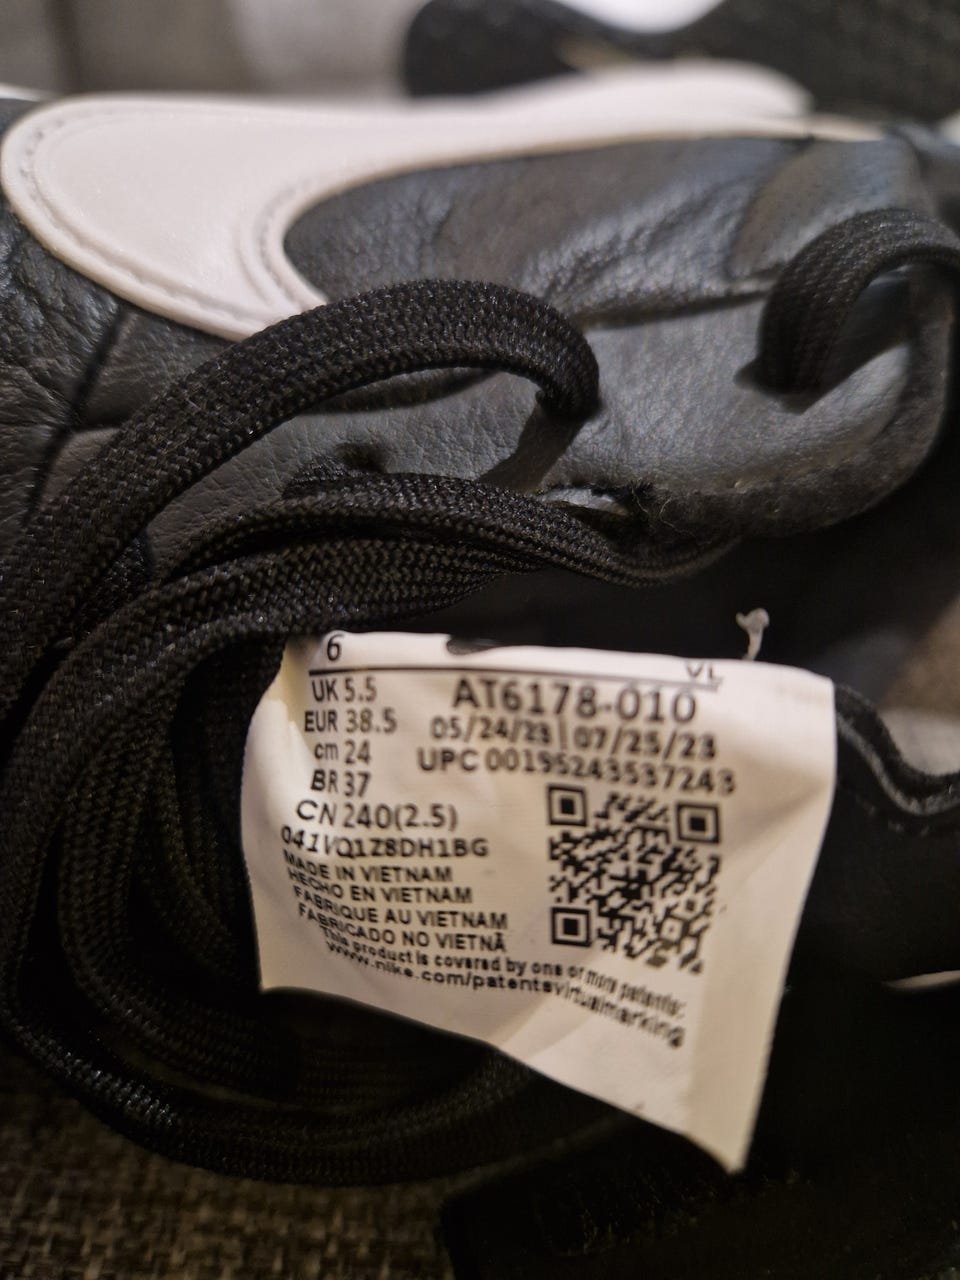 6
VL
UK 5.5
AT6178-010
EUR 38.5
05/24/23 | 07/25/23
cm 24
UPC 00195243537243
BR 37
CN 240(2.5)
041VQ1Z8DH1BG
MADE IN VIETNAM
HECHO EN VIETNAM
FABRIQUE AU VIETNAM
FABRICADO NO VIETNÃ
This product is covered by one or more patents:
www.nike.com/patentsvirtualmarking